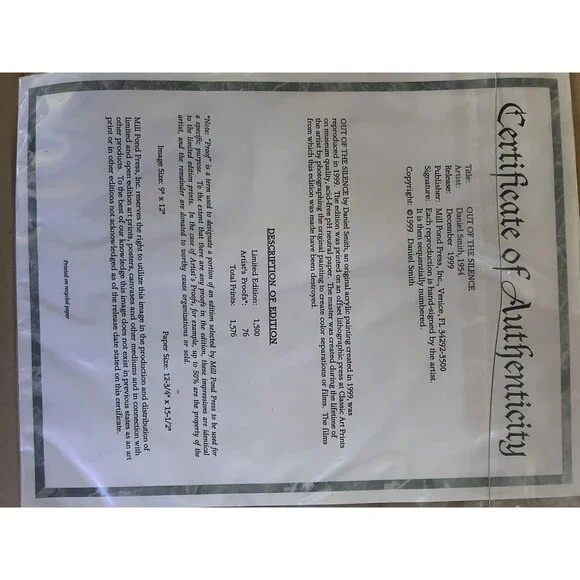 Certificate of Authenticity
Title: OUT OF THE SILENCE
Artist: Daniel Smith, 1954
Release: December 1999
Publisher: Mill Pond Press, Inc., Venice, FL 34292-3500
Signature: Each reproduction is hand-signed by the artist.
It is then sequentially numbered.
Copyright: ©1999 Daniel Smith
OUT OF THE SILENCE by Daniel Smith, an original acrylic painting created in 1999, was
reproduced in 1999. The edition was printed on an offset lithographic press at Classic Art Prints
on museum quality, acid-free pH neutral paper. The master was created during the lifetime of
the artist by photographing the original painting to create color separations or films. The films
from which this edition was made have been destroyed.
DESCRIPTION OF EDITION
Limited Edition: 1,500
Artist's Proofs*: 76
Total Prints: 1,576
*Note: "Proof" is a term used to designate a portion of an edition selected by Mill Pond Press to be used for
a specific purpose. To the extent that there are any proofs in the edition, those impressions are identical
to the limited edition prints. In the case of Artist's Proofs, for example, up to 50% are the property of the
artist, and the remainder are donated to worthy cause organizations or sold.
Image Size: 9" x 12" Paper Size: 12-3/4" x 15-1/2"
Mill Pond Press, Inc. reserves the right to utilize this image in the production and distribution of
limited and open edition art prints, posters, canvases and other mediums and in connection with
other products. To the best of our knowledge this image does not exist in previous states as an art
print or in other editions not acknowledged as of the release date stated on this certificate.
Printed on recycled paper